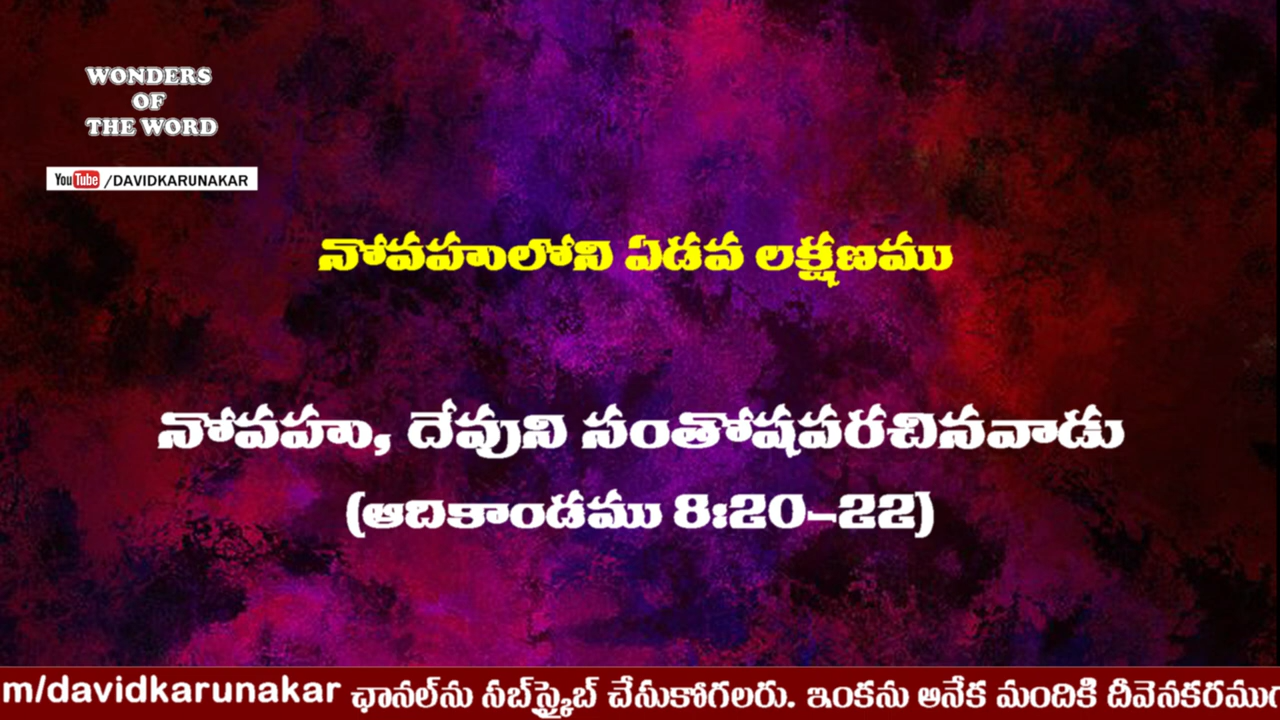 WONDERS
OF
THE WORD
YouTube /DAVIDKARUNAKAR
నోవహులోని ఏడవ లక్షణము
నోవహు, దేవుని సంతోషపరచినవాడు
(ఆదికాండము 8:20-22)
m/davidkarunakar ఛానల్‌ను సబ్‌స్క్రైబ్ చేసుకోగలరు. ఇంకను అనేక మందికి